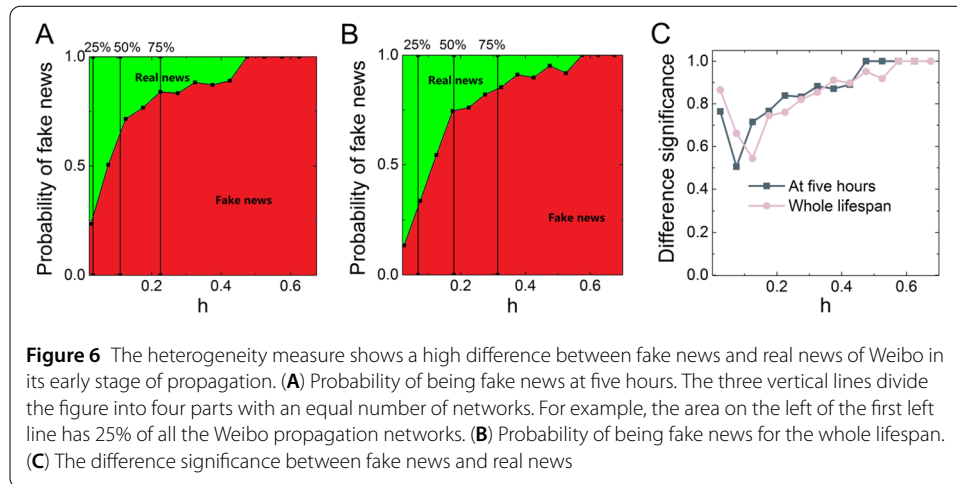 A
25% 50% 75%
1.0
0.5
0.0
Probability of fake news
Real news
Fake news
0.2 0.4 0.6
h
B
25% 50% 75%
1.0
0.5
0.0
Probability of fake news
Real news
Fake news
0.2 0.4 0.6
h
C
1.0
0.8
0.6
0.4
0.2
0.0
Difference significance
At five hours
Whole lifespan
0.0 0.2 0.4 0.6
h
Figure 6 The heterogeneity measure shows a high difference between fake news and real news of Weibo in
its early stage of propagation. (A) Probability of being fake news at five hours. The three vertical lines divide
the figure into four parts with an equal number of networks. For example, the area on the left of the first left
line has 25% of all the Weibo propagation networks. (B) Probability of being fake news for the whole lifespan.
(C) The difference significance between fake news and real news